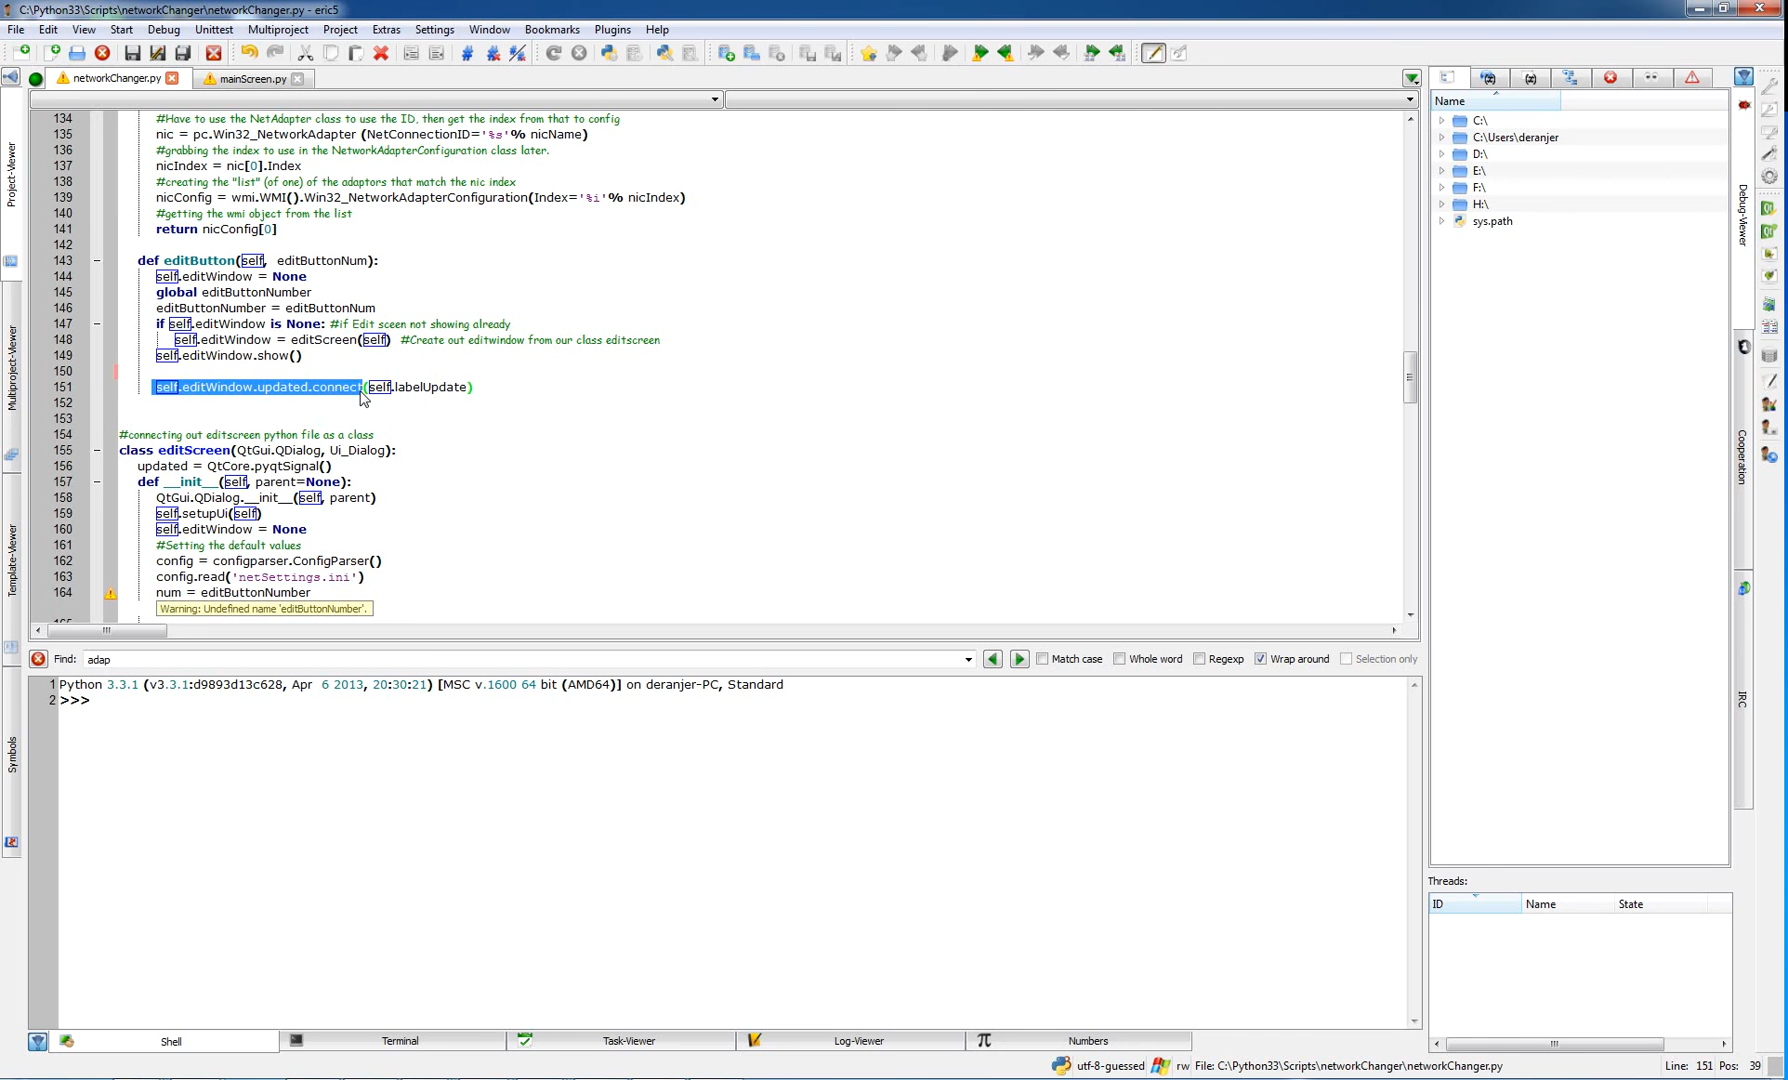 C:\Python33\Scripts\networkChanger\networkChanger.py - eric5
File Edit View Start Debug Unittest Multiproject Project Extras Settings Window Bookmarks Plugins Help
networkChanger.py mainScreen.py
134 #Have to use the NetAdapter class to use the ID, then get the index from that to config
135 nic = pc.Win32_NetworkAdapter (NetConnectionID='%s'% nicName)
136 #grabbing the index to use in the NetworkAdapterConfiguration class later.
137 nicIndex = nic[0].Index
138 #creating the "list" (of one) of the adaptors that match the nic index
139 nicConfig = wmi.WMI().Win32_NetworkAdapterConfiguration(Index='%i'% nicIndex)
140 #getting the wmi object from the list
141 return nicConfig[0]
142
143 def editButton(self, editButtonNum):
144 self.editWindow = None
145 global editButtonNumber
146 editButtonNumber = editButtonNum
147 if self.editWindow is None: #if Edit sceen not showing already
148 self.editWindow = editScreen(self) #Create out editwindow from our class editscreen
149 self.editWindow.show()
150
151 self.editWindow.updated.connect(self.labelUpdate)
152
153
154 #connecting out editscreen python file as a class
155 class editScreen(QtGui.QDialog, Ui_Dialog):
156 updated = QtCore.pyqtSignal()
157 def __init__(self, parent=None):
158 QtGui.QDialog.__init__(self, parent)
159 self.setupUi(self)
160 self.editWindow = None
161 #Setting the default values
162 config = configparser.ConfigParser()
163 config.read('netSettings.ini')
164 num = editButtonNumber
Warning: Undefined name 'editButtonNumber'.
165
Find: adap Match case Whole word Regexp Wrap around Selection only
1 Python 3.3.1 (v3.3.1:d9893d13c628, Apr 6 2013, 20:30:21) [MSC v.1600 64 bit (AMD64)] on deranjer-PC, Standard
2 >>>
Shell Terminal Task-Viewer Log-Viewer Numbers
Project-Viewer
Multiproject-Viewer
Template-Viewer
Symbols
Name
C:\
C:\Users\deranjer
D:\
E:\
F:\
H:\
sys.path
Threads:
ID Name State
Debug-Viewer
Cooperation
IRC
utf-8-guessed rw File: C:\Python33\Scripts\networkChanger\networkChanger.py Line: 151 Pos: 39